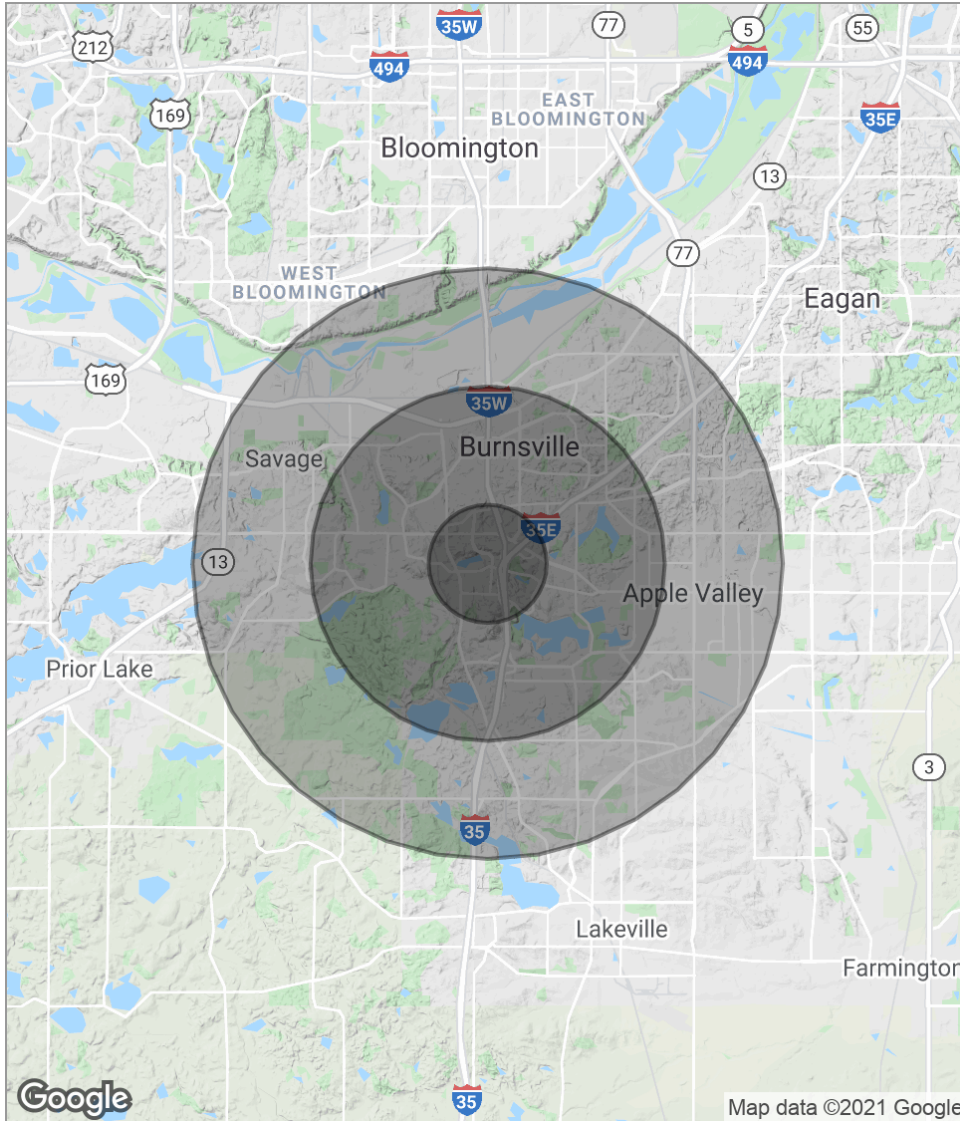 35W
77
5
55
212
494
494
169
EAST
BLOOMINGTON
35E
Bloomington
13
77
WEST
BLOOMINGTON
Eagan
169
35W
Burnsville
Savage
35E
13
Apple Valley
Prior Lake
3
35
Lakeville
Farmington
Google
35
Map data ©2021 Google